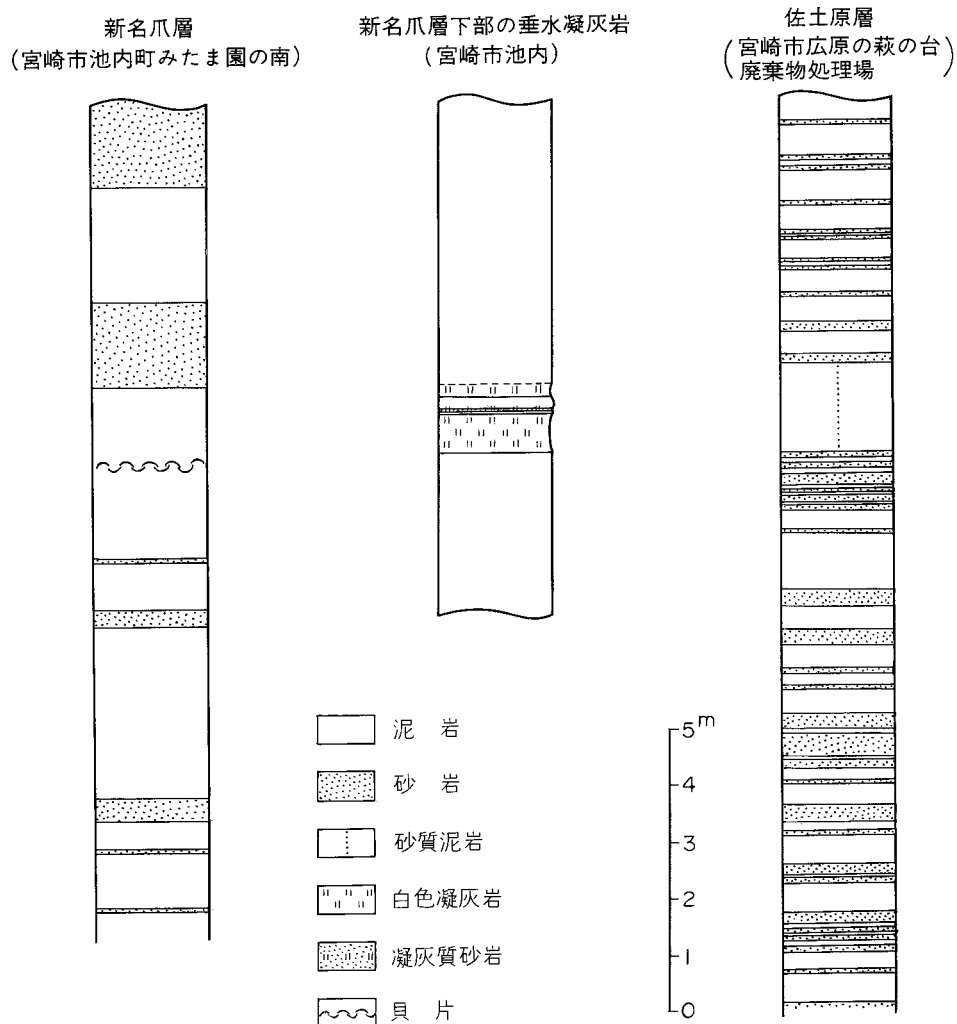 新名爪層
(宮崎市池内町みたま園の南)
新名爪層下部の垂水凝灰岩
(宮崎市池内)
佐土原層
(宮崎市広原の萩の台
廃棄物処理場)
泥 岩
砂 岩
砂質泥岩
白色凝灰岩
凝灰質砂岩
貝 片
5m
4
3
2
1
0